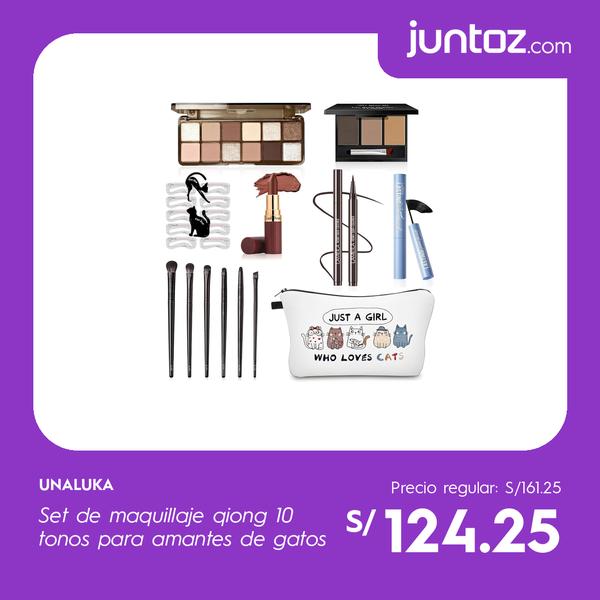 juntoz.com
JUST A GIRL
WHO LOVES CATS
UNALUKA
Set de maquillaje qiong 10
tonos para amantes de gatos
Precio regular: S/161.25
S/124.25